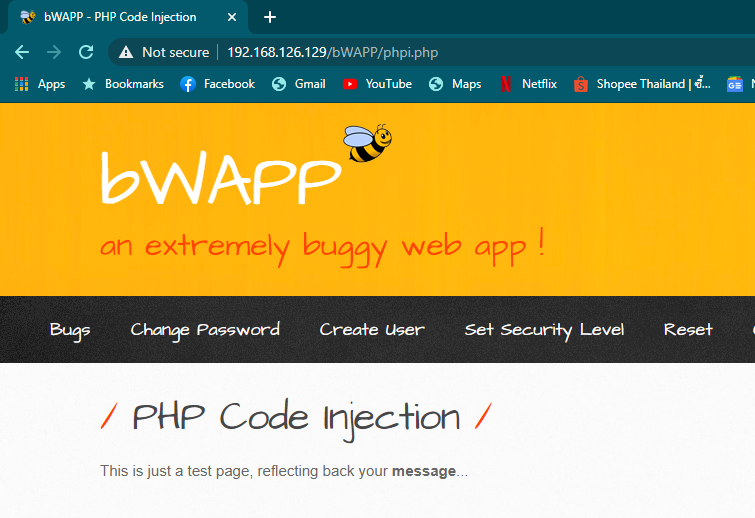 bWAPP - PHP Code Injection
Not secure 192.168.126.129/bWAPP/phpi.php
Apps Bookmarks Facebook Gmail YouTube Maps Netflix Shopee Thailand | ซื้...
bWAPP
an extremely buggy web app !
Bugs Change Password Create User Set Security Level Reset
/ PHP Code Injection /
This is just a test page, reflecting back your message...